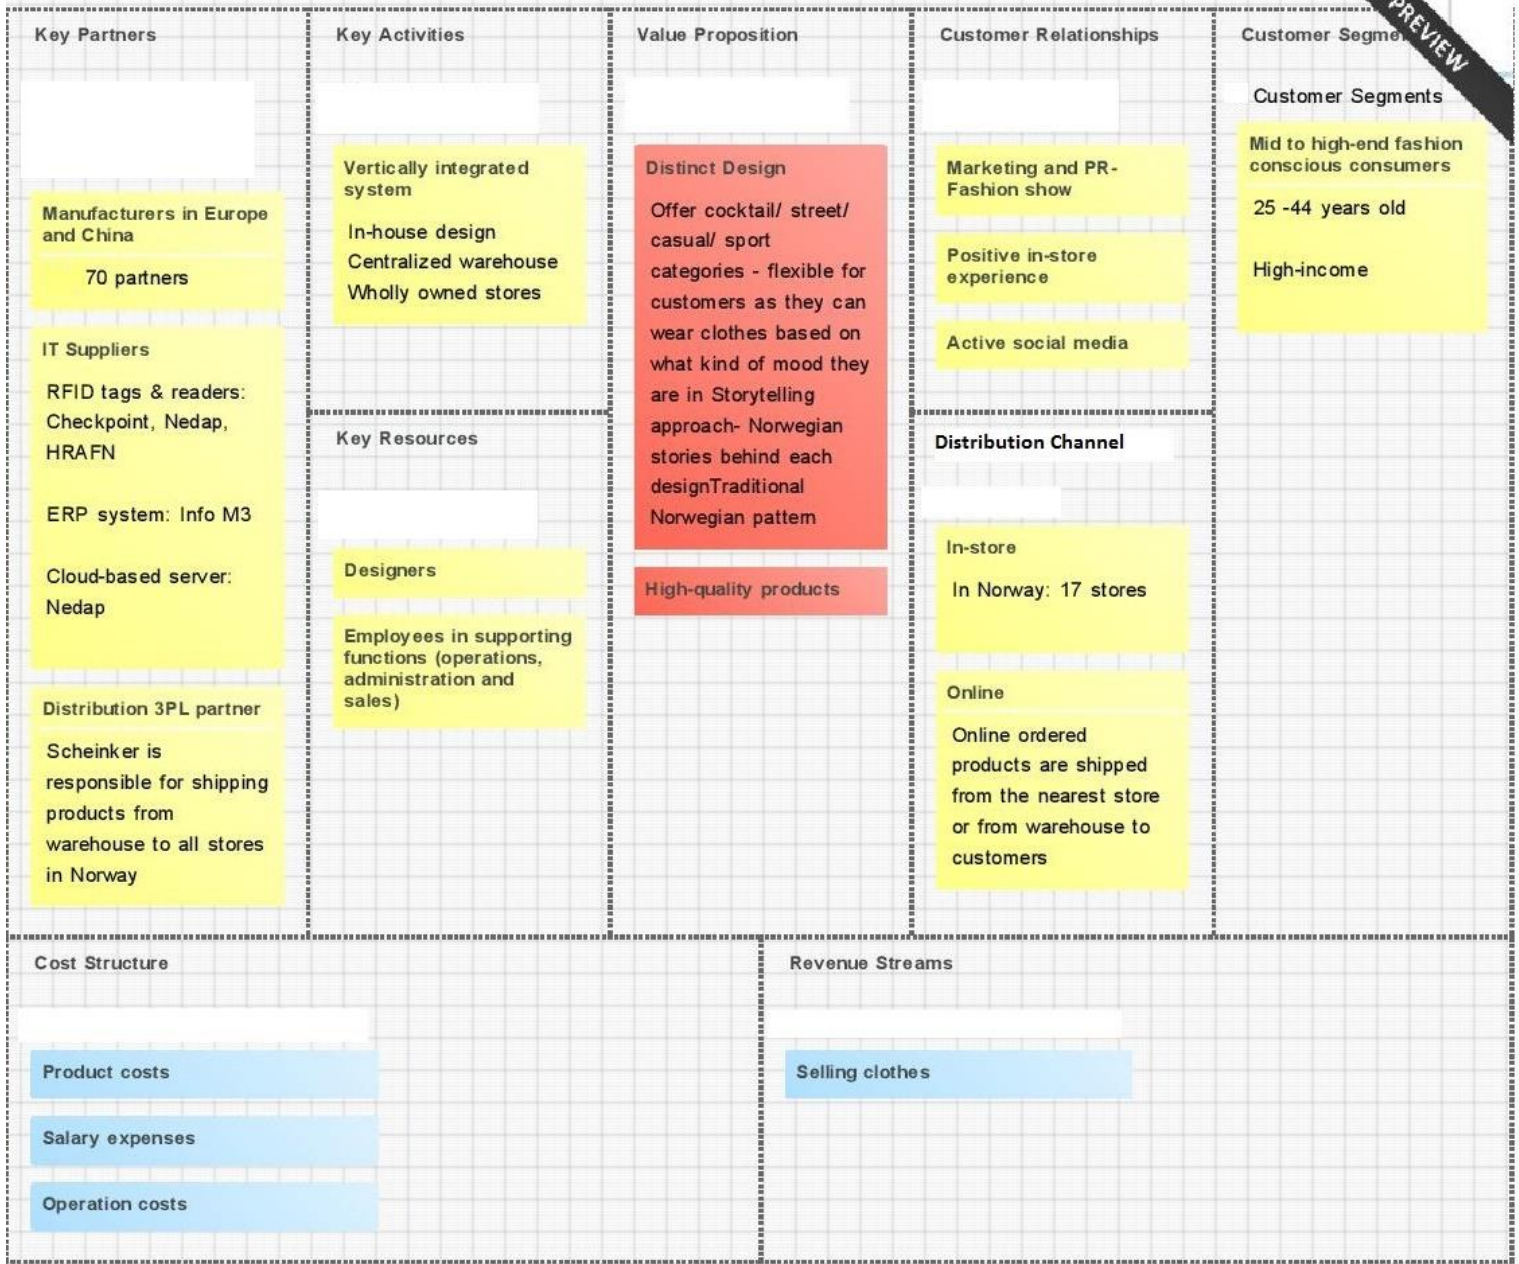 Key Partners
Manufacturers in Europe
and China
70 partners
IT Suppliers
RFID tags & readers:
Checkpoint, Nedap,
HRAFN
ERP system: Info M3
Cloud-based server:
Nedap
Distribution 3PL partner
Scheinker is
responsible for shipping
products from
warehouse to all stores
in Norway
Key Activities
Vertically integrated
system
In-house design
Centralized warehouse
Wholly owned stores
Key Resources
Designers
Employees in supporting
functions (operations,
administration and
sales)
Value Proposition
Distinct Design
Offer cocktail/ street/
casual/ sport
categories - flexible for
customers as they can
wear clothes based on
what kind of mood they
are in Storytelling
approach- Norwegian
stories behind each
designTraditional
Norwegian pattern
High-quality products
Customer Relationships
Marketing and PR-
Fashion show
Positive in-store
experience
Active social media
Distribution Channel
In-store
In Norway: 17 stores
Online
Online ordered
products are shipped
from the nearest store
or from warehouse to
customers
Customer Segme
PREVIEW
Customer Segments
Mid to high-end fashion
conscious consumers
25 -44 years old
High-income
Cost Structure
Product costs
Salary expenses
Operation costs
Revenue Streams
Selling clothes